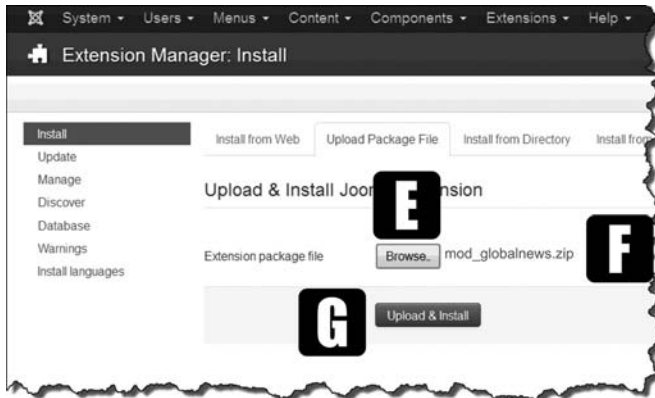 System Users Menus Content Components Extensions Help
Extension Manager: Install
Install
Update
Manage
Discover
Database
Warnings
Install languages
Install from Web Upload Package File Install from Directory Install from
Upload & Install Joo nsion
E
Extension package file Browse.. mod_globalnews.zip
F
G
Upload & Install